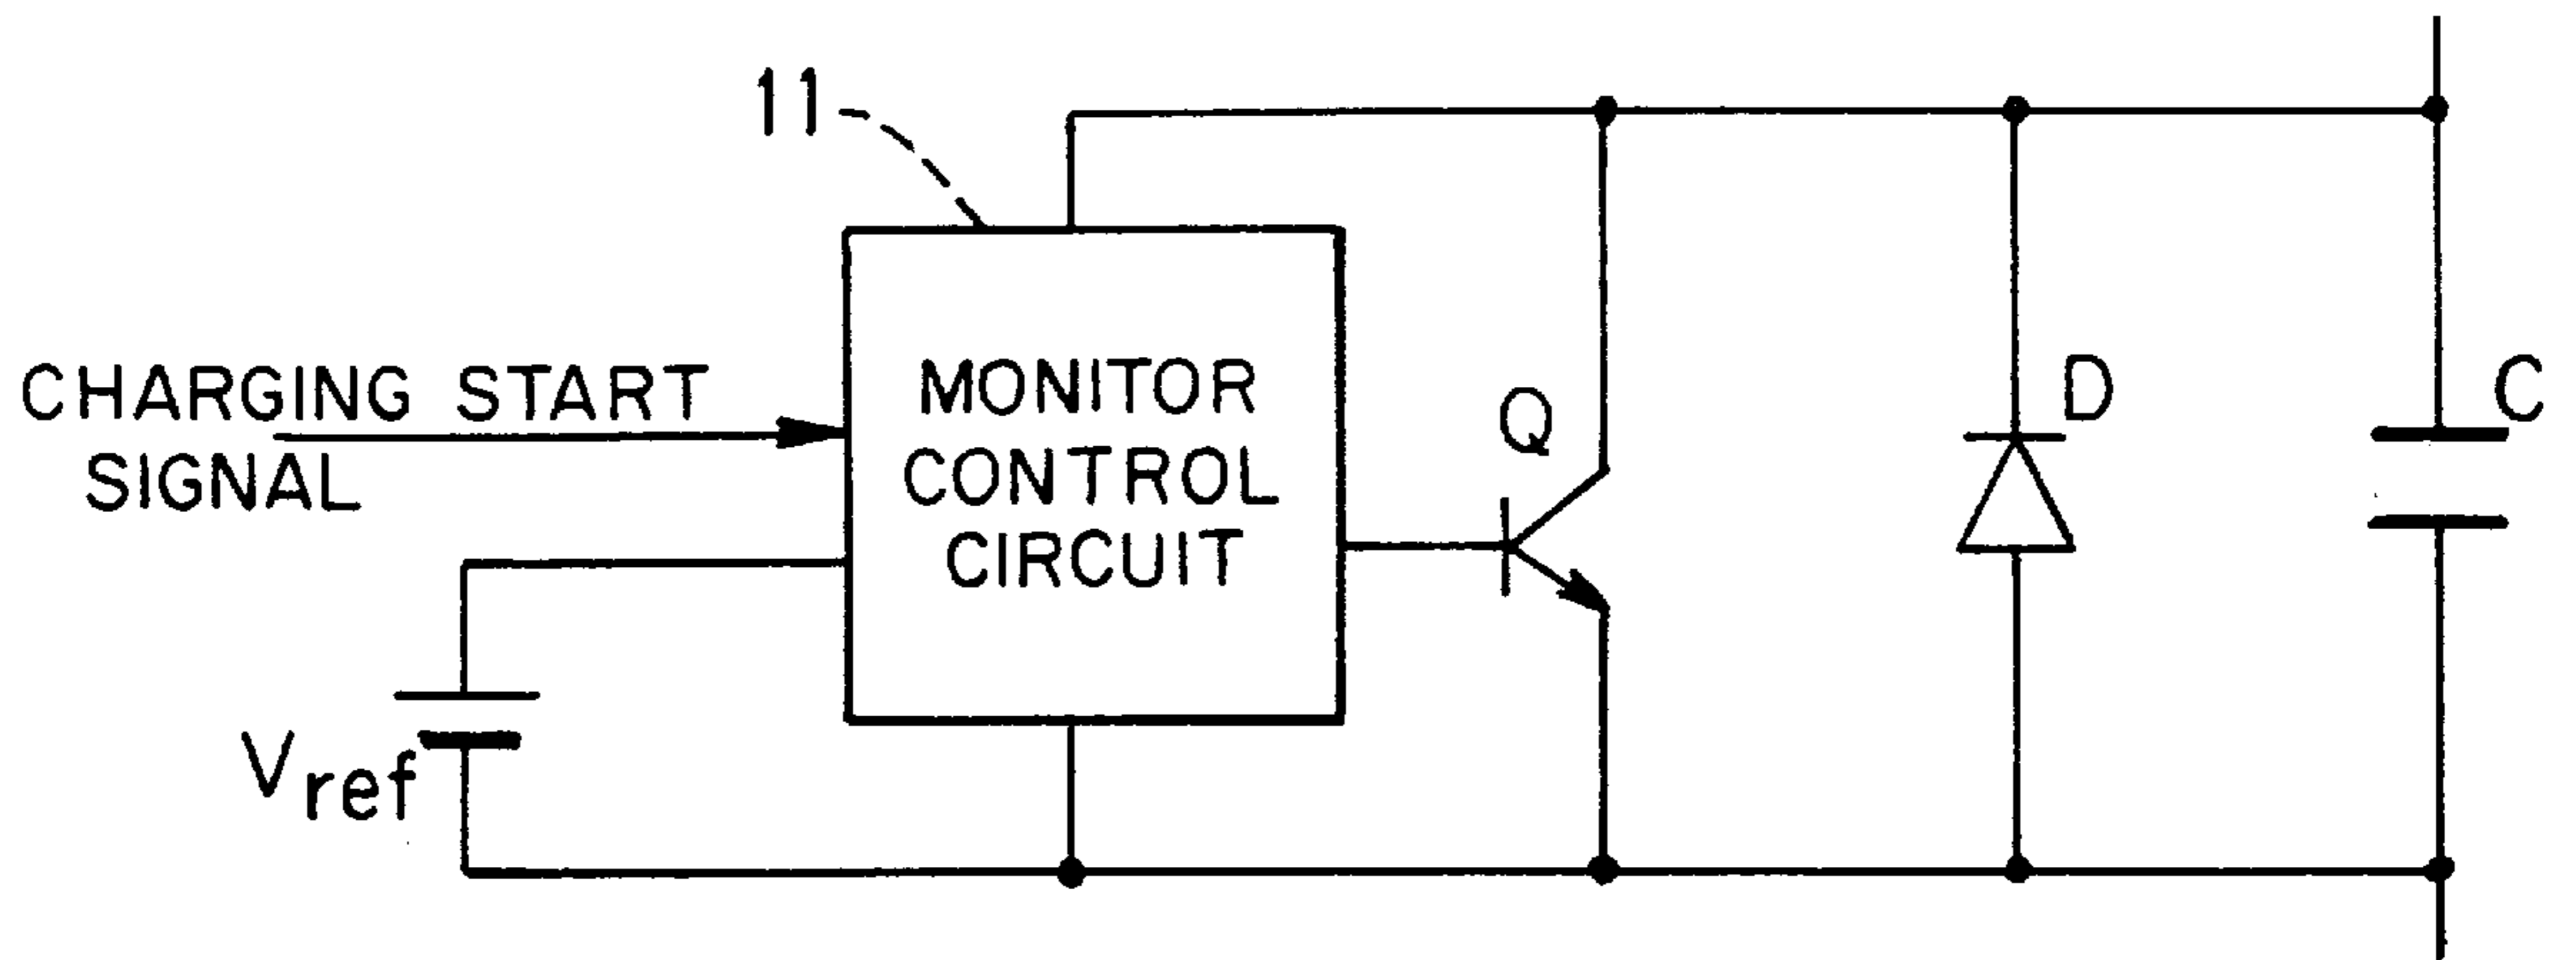 11
CHARGING START
SIGNAL
MONITOR
CONTROL
CIRCUIT
Q
D
C
Vref